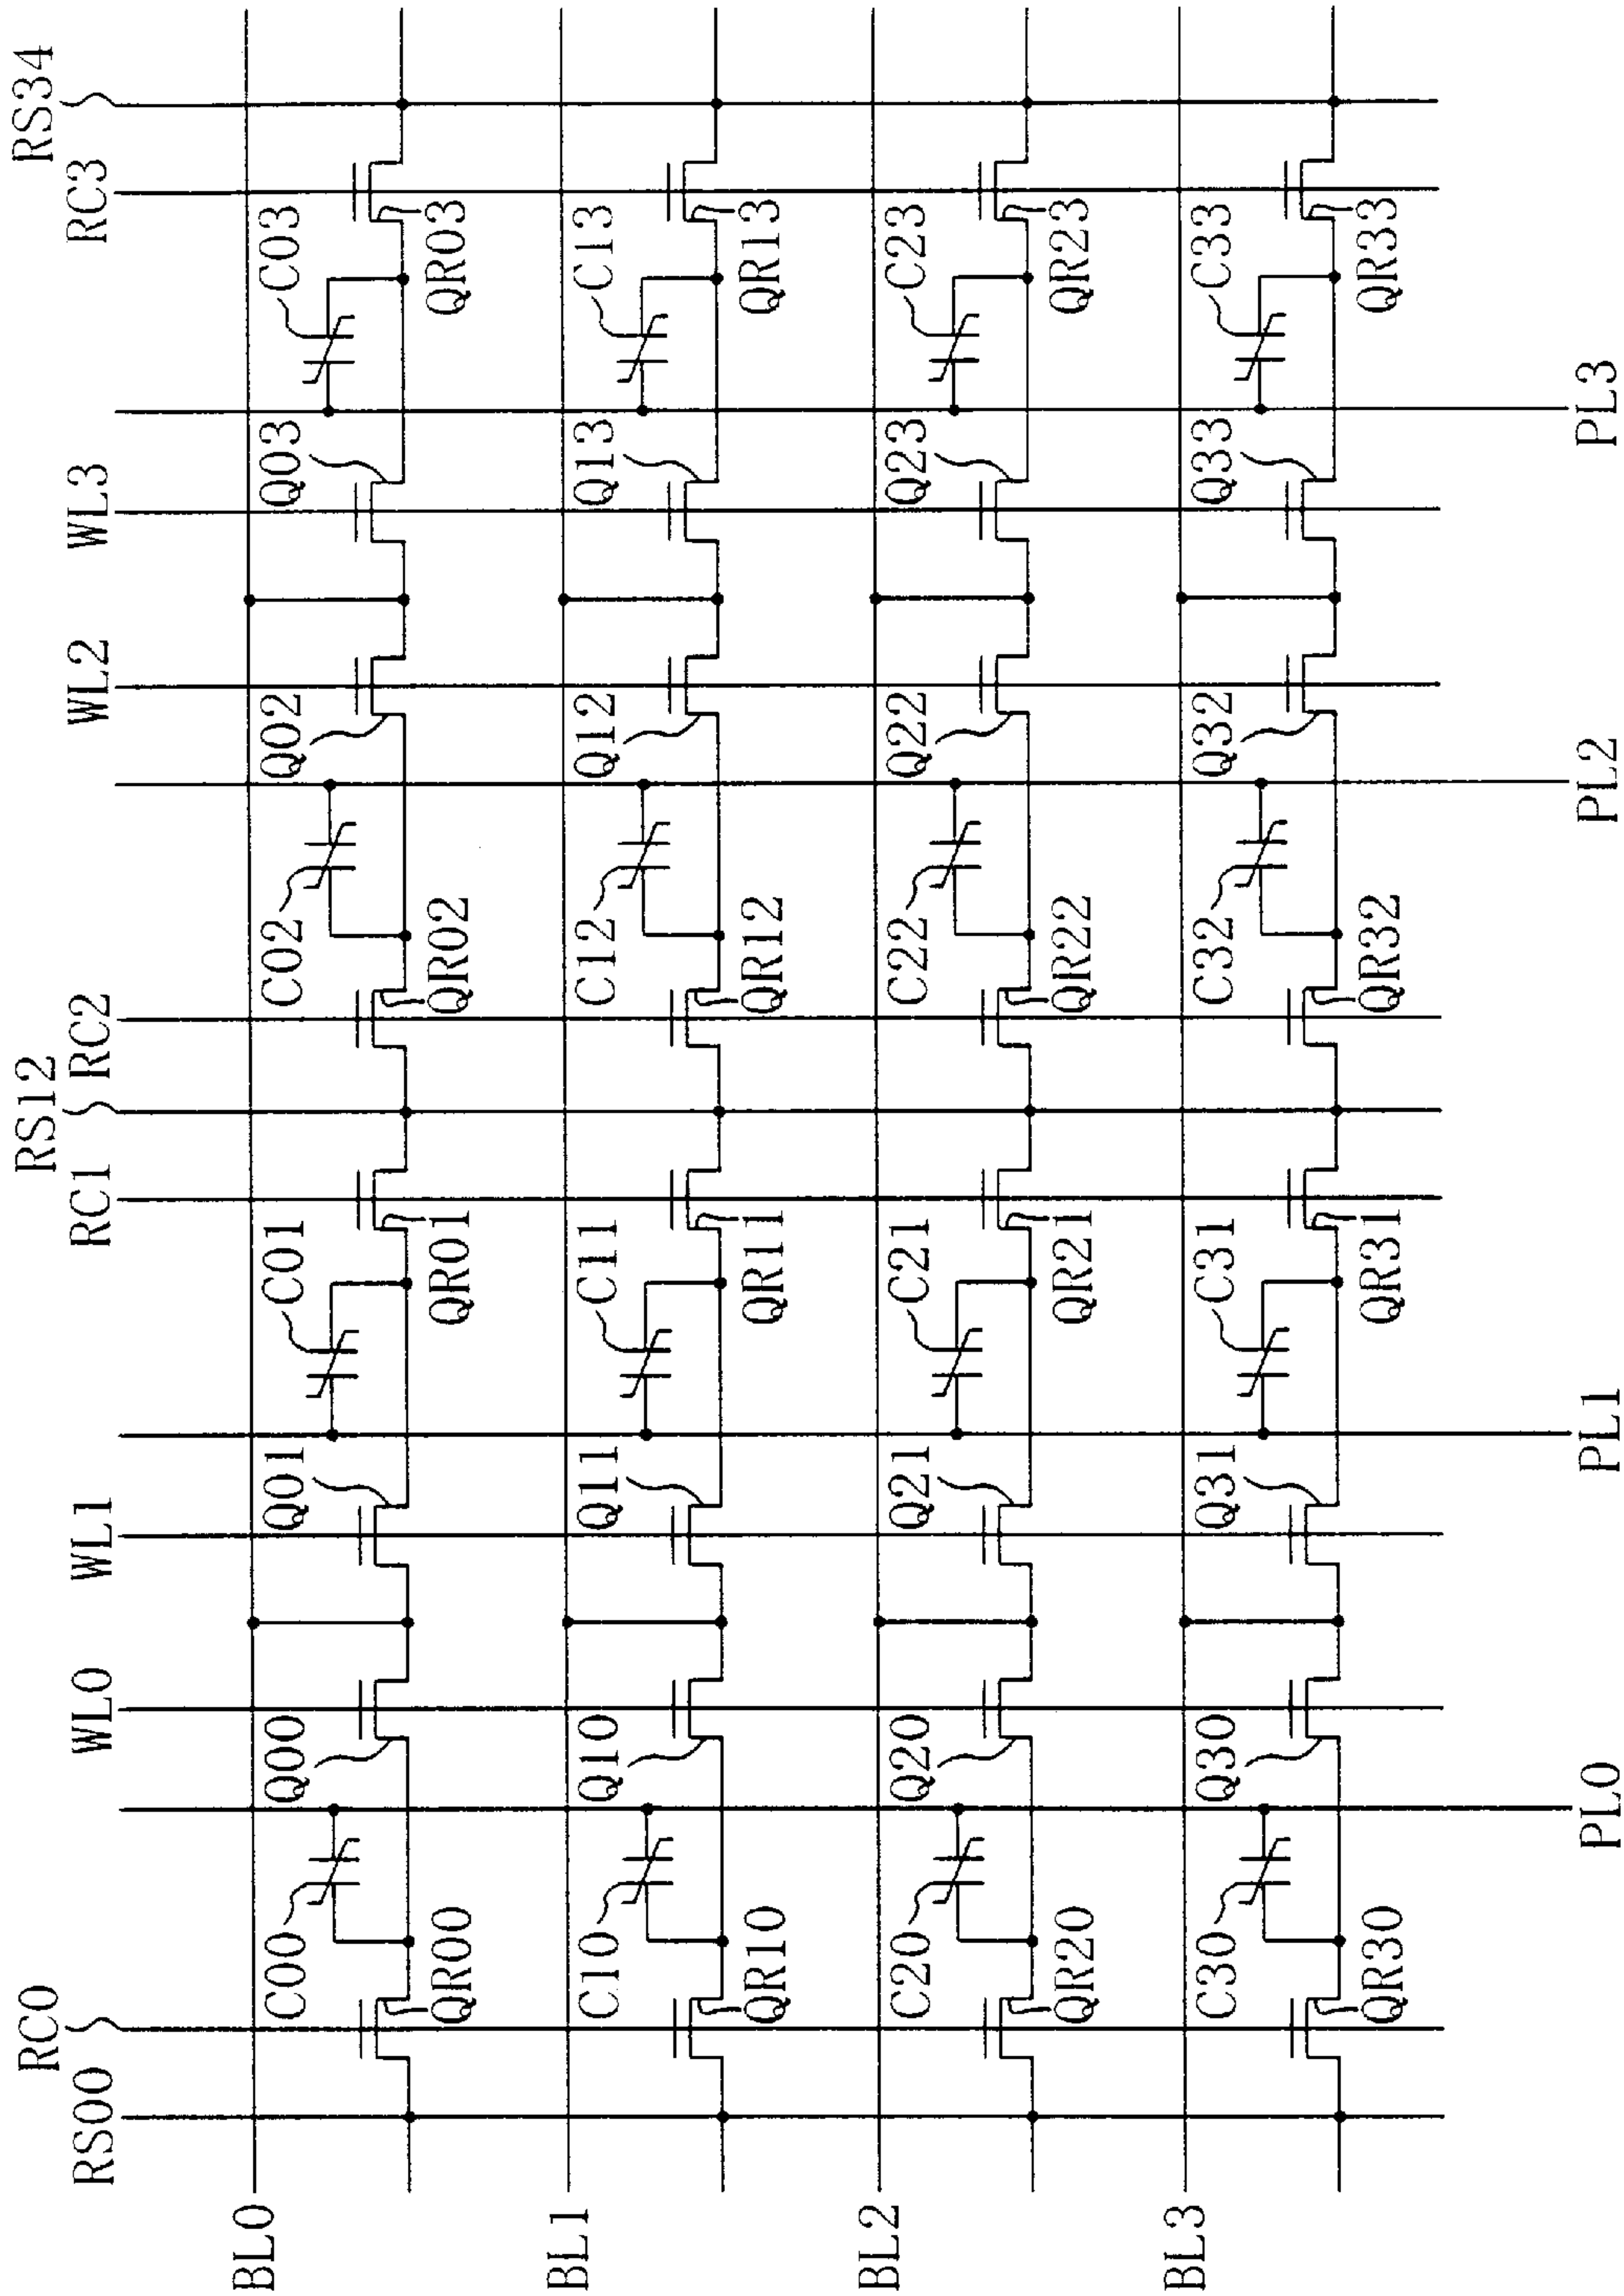 RC0 RS12 RS34
RS00 WL0 WL1 RC1 RC2 WL2 WL3 RC3
BL0
C00 Q00 Q01 C01 C02 Q02 Q03 C03
QR00 QR01 QR02 QR03
BL1
C10 Q10 Q11 C11 C12 Q12 Q13 C13
QR10 QR11 QR12 QR13
BL2
C20 Q20 Q21 C21 C22 Q22 Q23 C23
QR20 QR21 QR22 QR23
BL3
C30 Q30 Q31 C31 C32 Q32 Q33 C33
QR30 QR31 QR32 QR33
PL0 PL1 PL2 PL3